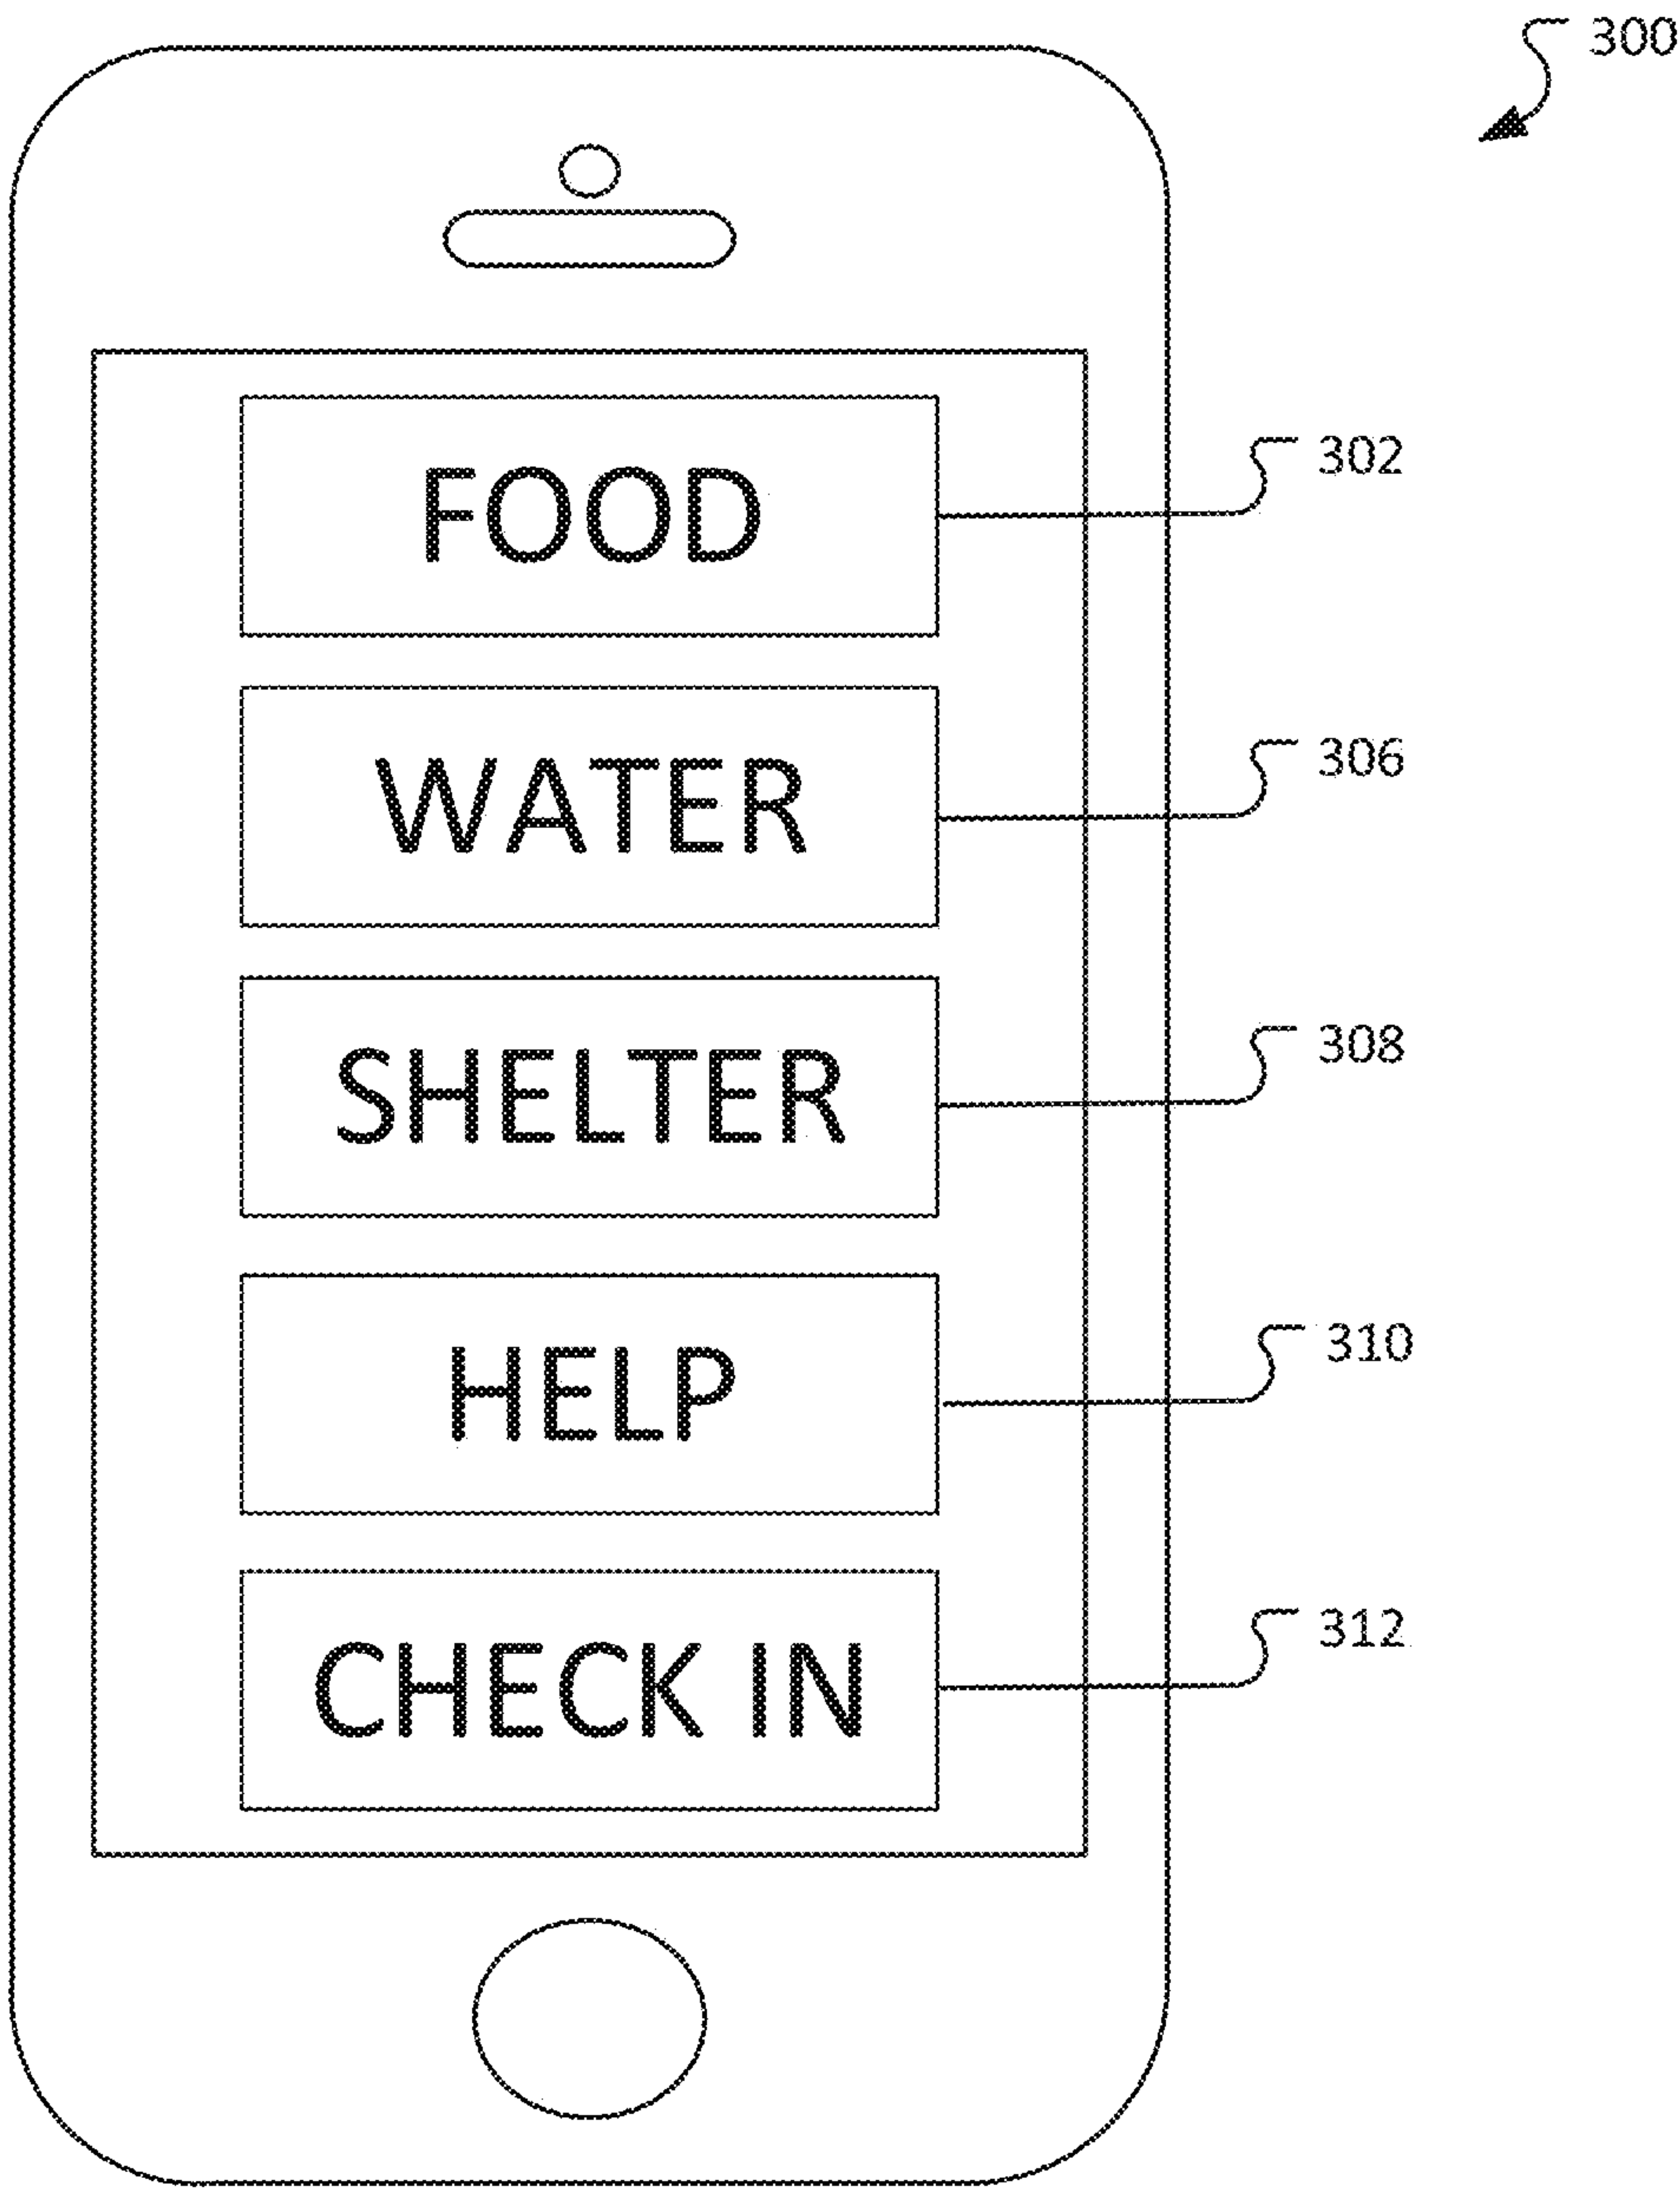 300
FOOD
302
WATER
306
SHELTER
308
HELP
310
CHECK IN
312